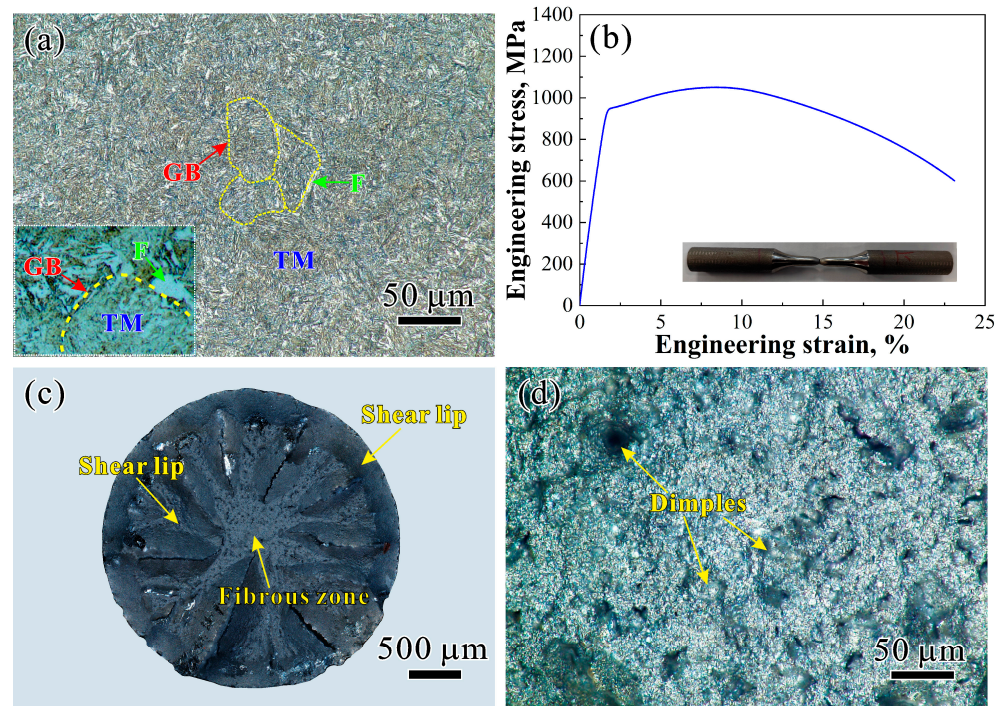 (a)
GB
F
TM
GB
F
TM
50 μm
(b)
Engineering stress, MPa
1400
1200
1000
800
600
400
200
0
0
5
10
15
20
25
Engineering strain, %
(c)
Shear lip
Shear lip
Fibrous zone
500 μm
(d)
Dimples
50 μm